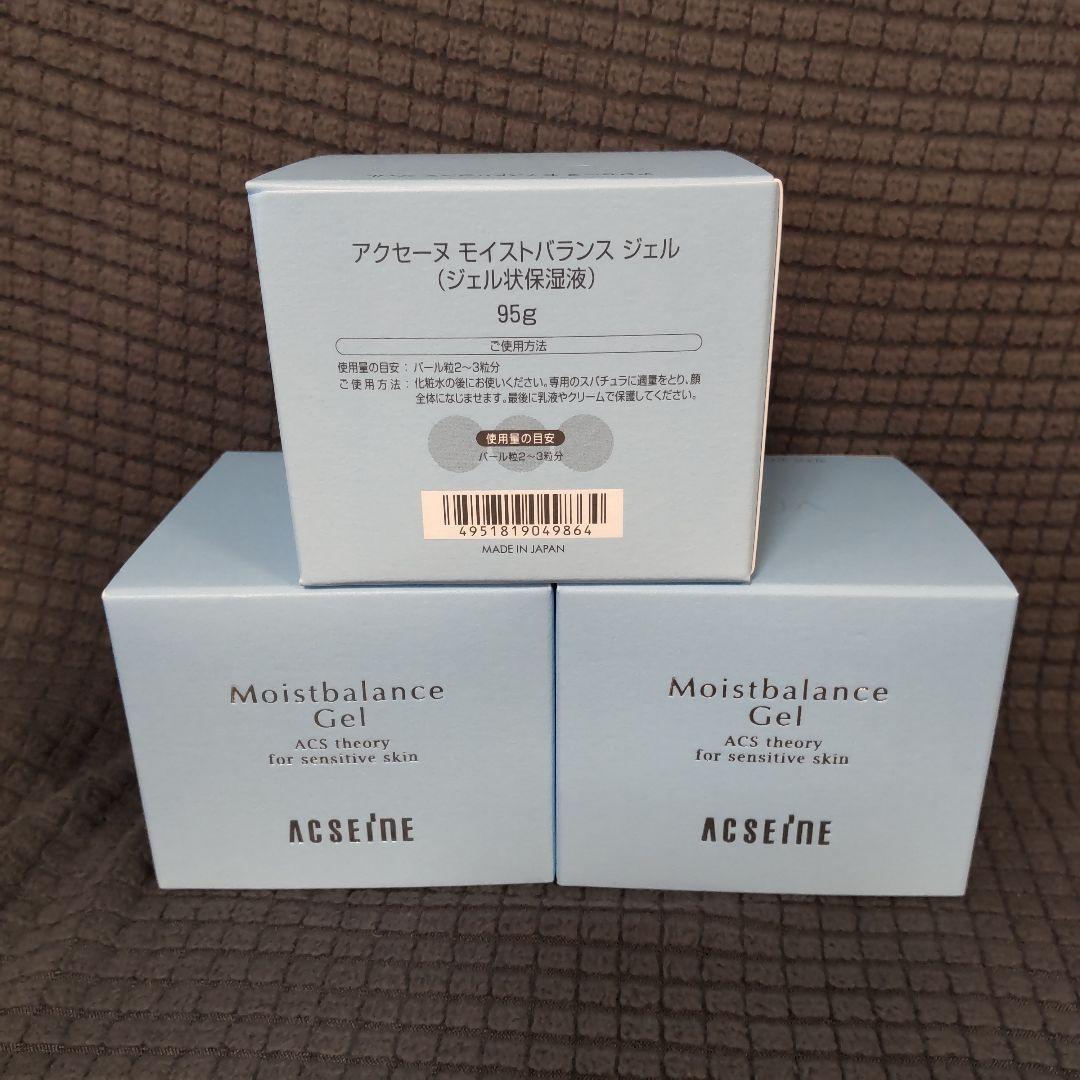 アクセーヌ モイストバランス ジェル
（ジェル状保湿液）
95g
ご使用方法
使用量の目安：パール粒2～3粒分
ご使用方法：化粧水の後にお使いください。専用のスパチュラに適量をとり、顔
全体になじませます。最後に乳液やクリームで保護してください。
使用量の目安
パール粒2～3粒分
4951819049864
MADE IN JAPAN
Moistbalance
Gel
ACS theory
for sensitive skin
ACSEINE
Moistbalance
Gel
ACS theory
for sensitive skin
ACSEINE